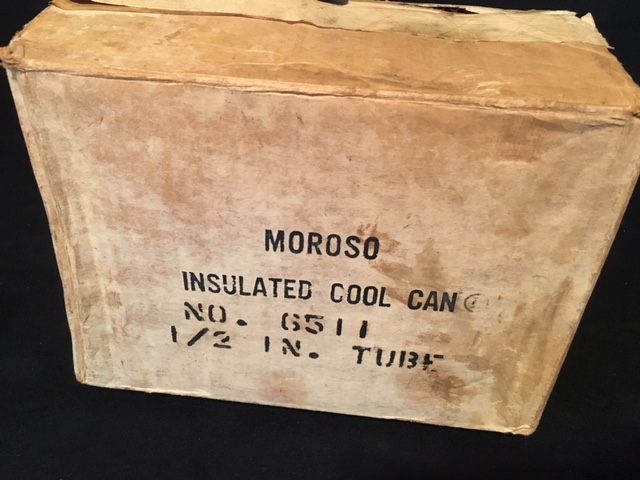 MOROSO
INSULATED COOL CAN
NO. 6511
1/2 IN. TUBE